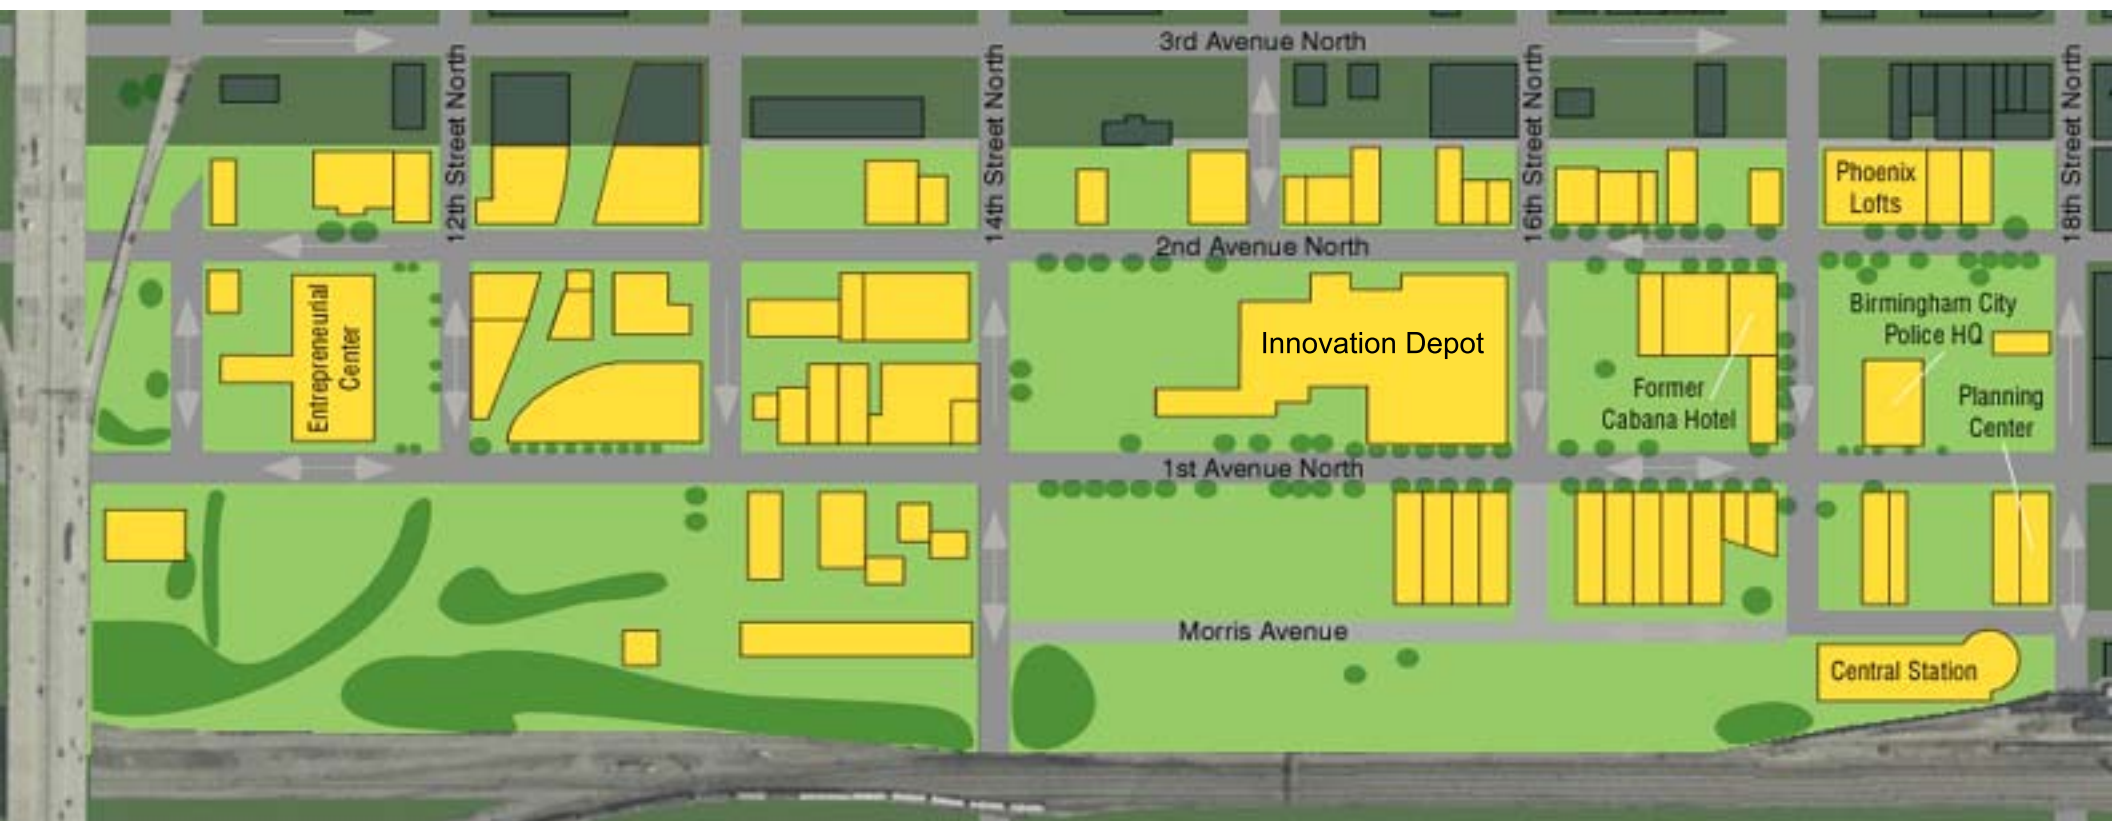 3rd Avenue North
12th Street North
14th Street North
16th Street North
18th Street North
Phoenix
Lofts
2nd Avenue North
Entrepreneurial
Center
Innovation Depot
Birmingham City
Police HQ
Former
Cabana Hotel
Planning
Center
1st Avenue North
Morris Avenue
Central Station